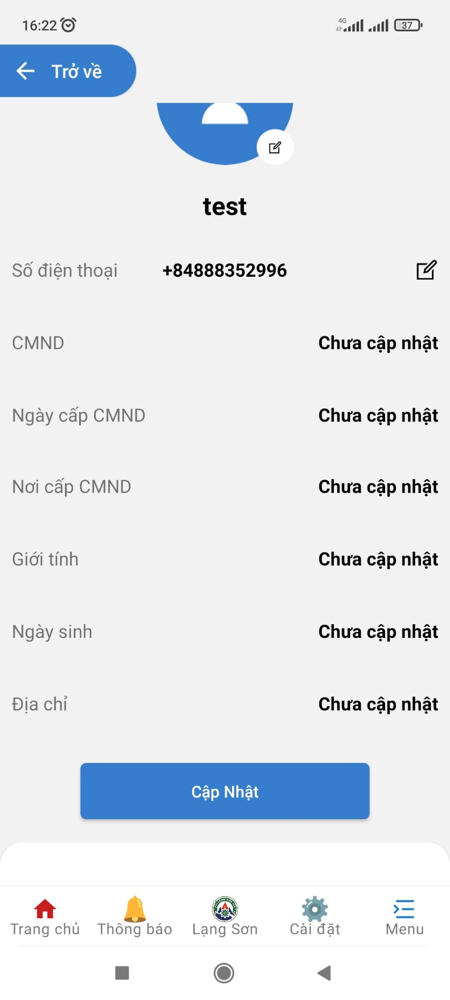 16:22
4G
37
Trở về
test
Số điện thoại +84888352996
CMND Chưa cập nhật
Ngày cấp CMND Chưa cập nhật
Nơi cấp CMND Chưa cập nhật
Giới tính Chưa cập nhật
Ngày sinh Chưa cập nhật
Địa chỉ Chưa cập nhật
Cập Nhật
Trang chủ Thông báo Lạng Sơn Cài đặt Menu